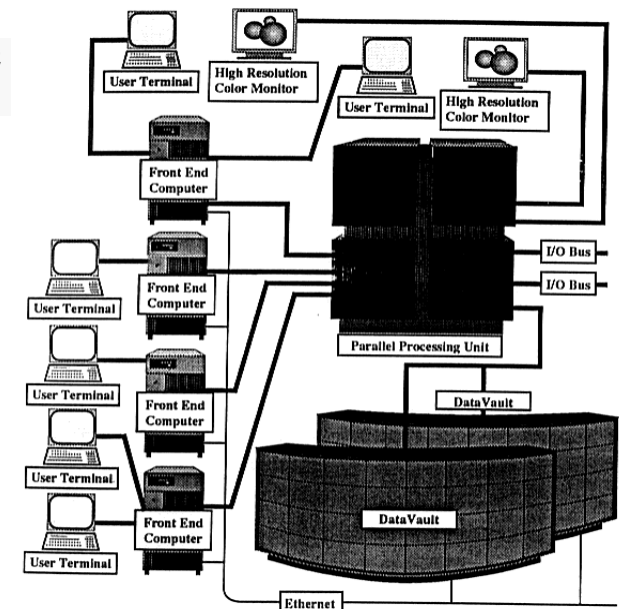 User Terminal
High Resolution
Color Monitor
User Terminal
High Resolution
Color Monitor
Front End
Computer
I/O Bus
Front End
Computer
I/O Bus
User Terminal
Parallel Processing Unit
User Terminal
Front End
Computer
DataVault
User Terminal
Front End
Computer
DataVault
User Terminal
Ethernet